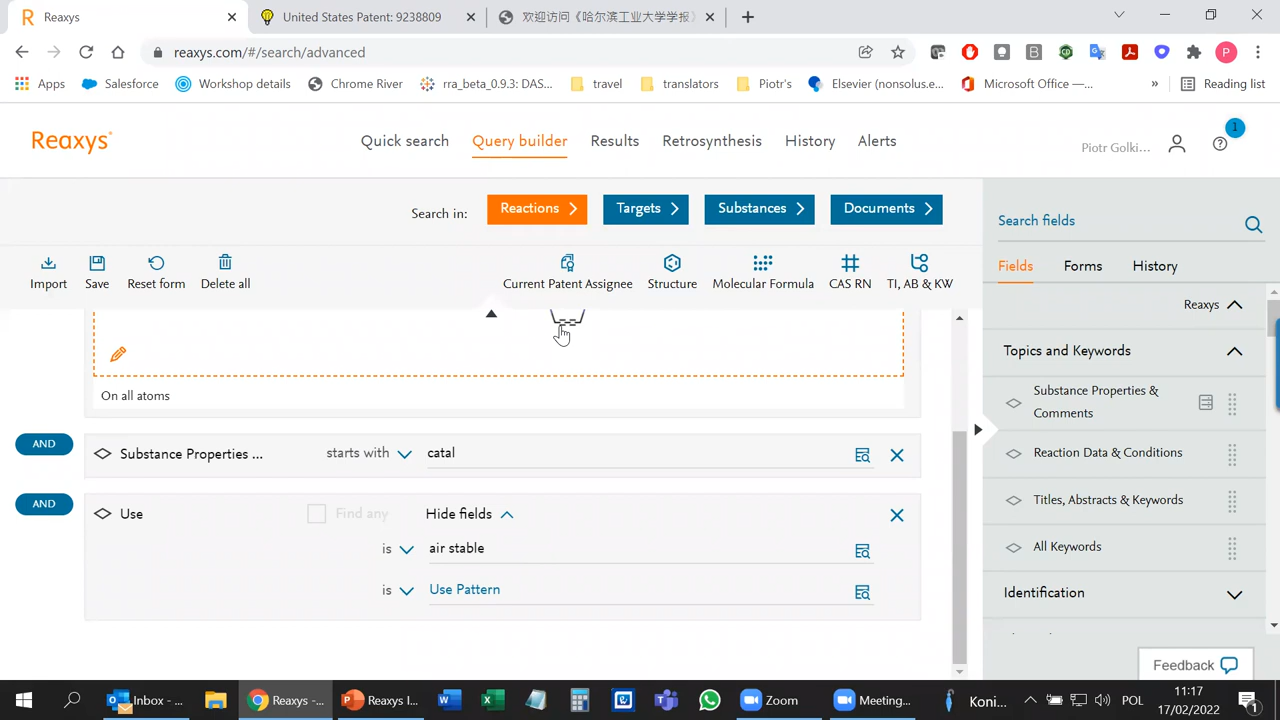 Reaxys
United States Patent: 9238809
欢迎访问《哈尔滨工业大学学报》
reaxys.com/#/search/advanced
P
Apps
Salesforce
Workshop details
Chrome River
rra_beta_0.9.3: DAS...
travel
translators
Piotr's
Elsevier (nonsolus.e...
Microsoft Office —...
»
Reading list
Reaxys
Quick search
Query builder
Results
Retrosynthesis
History
Alerts
Piotr Golki...
1
Search in:
Reactions
Targets
Substances
Documents
Search fields
Import
Save
Reset form
Delete all
Current Patent Assignee
Structure
Molecular Formula
CAS RN
TI, AB & KW
Fields
Forms
History
Reaxys
Topics and Keywords
Substance Properties &
Comments
Reaction Data & Conditions
Titles, Abstracts & Keywords
All Keywords
Identification
On all atoms
AND
Substance Properties ...
starts with
catal
AND
Use
Find any
Hide fields
is
air stable
is
Use Pattern
Feedback
Inbox - ...
Reaxys -...
Reaxys I...
Zoom
Meeting...
Koni...
POL
11:17
17/02/2022
1